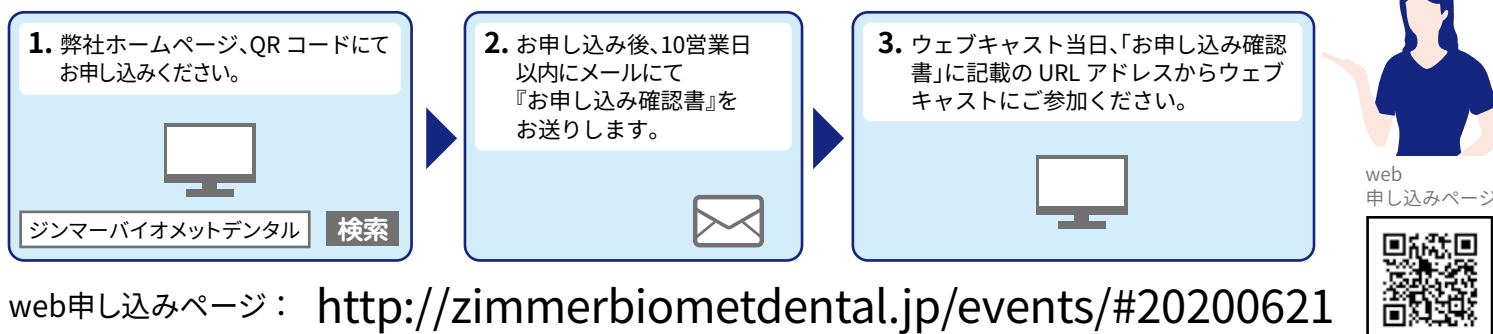 1. 弊社ホームページ、QR コードにて
お申し込みください。
ジンマーバイオメットデンタル 検索
2. お申し込み後、10営業日
以内にメールにて
『お申し込み確認書』を
お送りします。
3. ウェブキャスト当日、「お申し込み確認
書」に記載の URL アドレスからウェブ
キャストにご参加ください。
web
申し込みページ
web申し込みページ： http://zimmerbiometdental.jp/events/#20200621